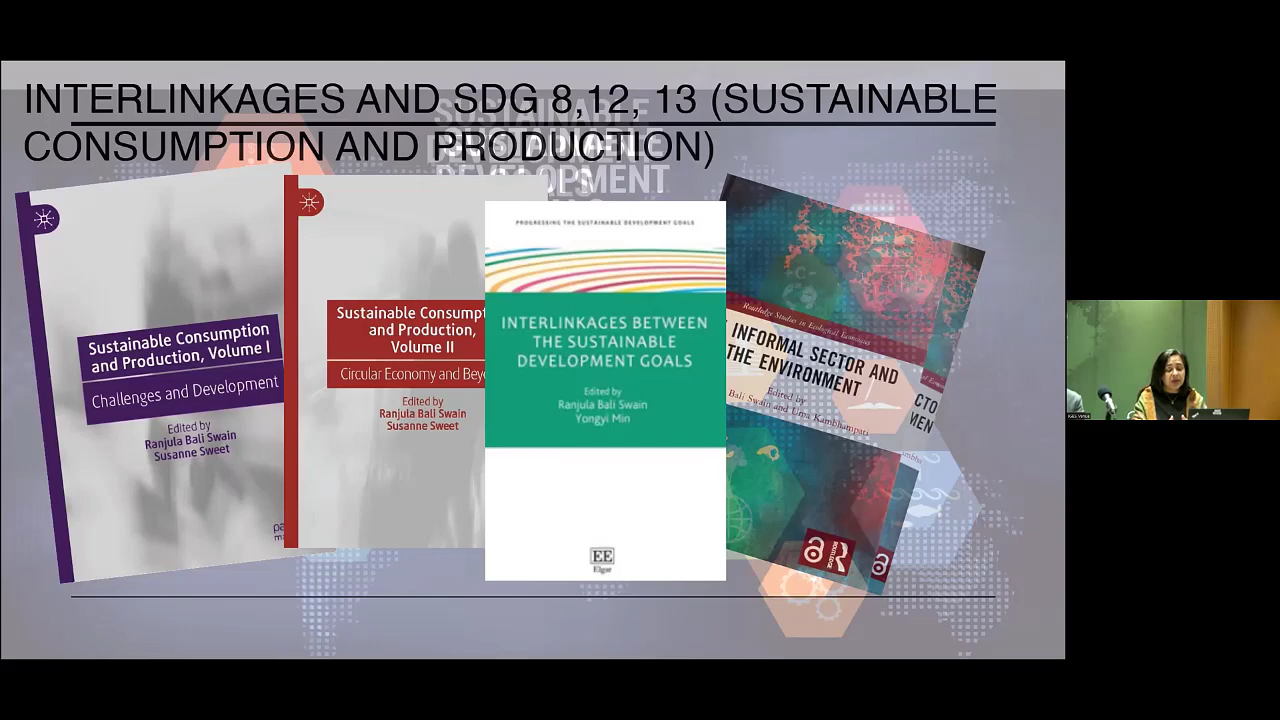 INTERLINKAGES AND SDG 8,12, 13 (SUSTAINABLE
CONSUMPTION AND PRODUCTION)
SUSTAINABLE
DEVELOPMENT
Sustainable Consumption
and Production, Volume I
Challenges and Development
Edited by
Ranjula Bali Swain
Susanne Sweet
Sustainable Consumpt
and Production,
Volume II
Circular Economy and Beyo
Edited by
Ranjula Bali Swain
Susanne Sweet
PROGRESSING THE SUSTAINABLE DEVELOPMENT GOALS
INTERLINKAGES BETWEEN
THE SUSTAINABLE
DEVELOPMENT GOALS
Edited by
Ranjula Bali Swain
Yongyi Min
EE
Elgar
Routledge Studies in Ecological Economics
INFORMAL SECTOR AND
THE ENVIRONMENT
Edited by
Bali Swain and Uma Kambhampati
CTO
MEN